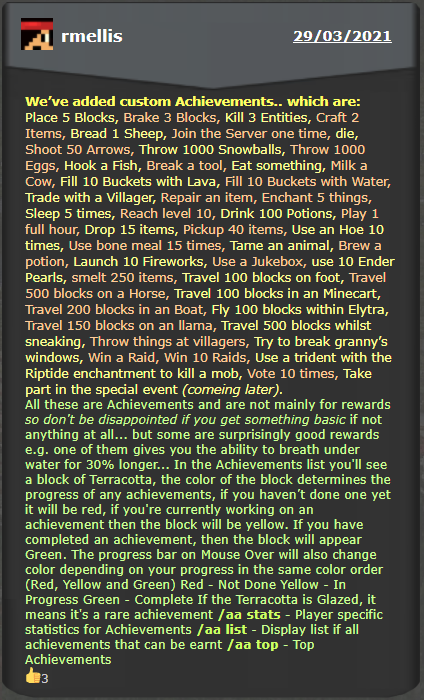 rmellis
29/03/2021
We’ve added custom Achievements.. which are:
Place 5 Blocks, Brake 3 Blocks, Kill 3 Entities, Craft 2
Items, Bread 1 Sheep, Join the Server one time, die,
Shoot 50 Arrows, Throw 1000 Snowballs, Throw 1000
Eggs, Hook a Fish, Break a tool, Eat something, Milk a
Cow, Fill 10 Buckets with Lava, Fill 10 Buckets with Water,
Trade with a Villager, Repair an item, Enchant 5 things,
Sleep 5 times, Reach level 10, Drink 100 Potions, Play 1
full hour, Drop 15 items, Pickup 40 items, Use an Hoe 10
times, Use bone meal 15 times, Tame an animal, Brew a
potion, Launch 10 Fireworks, Use a Jukebox, use 10 Ender
Pearls, smelt 250 items, Travel 100 blocks on foot, Travel
500 blocks on a Horse, Travel 100 blocks in an Minecart,
Travel 200 blocks in an Boat, Fly 100 blocks within Elytra,
Travel 150 blocks on an llama, Travel 500 blocks whilst
sneaking, Throw things at villagers, Try to break granny’s
windows, Win a Raid, Win 10 Raids, Use a trident with the
Riptide enchantment to kill a mob, Vote 10 times, Take
part in the special event (comeing later).
All these are Achievements and are not mainly for rewards
so don't be disappointed if you get something basic if not
anything at all... but some are surprisingly good rewards
e.g. one of them gives you the ability to breath under
water for 30% longer... In the Achievements list you'll see
a block of Terracotta, the color of the block determines the
progress of any achievements, if you haven’t done one yet
it will be red, if you're currently working on an
achievement then the block will be yellow. If you have
completed an achievement, then the block will appear
Green. The progress bar on Mouse Over will also change
color depending on your progress in the same color order
(Red, Yellow and Green) Red - Not Done Yellow - In
Progress Green - Complete If the Terracotta is Glazed, it
means it's a rare achievement /aa stats - Player specific
statistics for Achievements /aa list - Display list if all
achievements that can be earnt /aa top - Top
Achievements
👍3